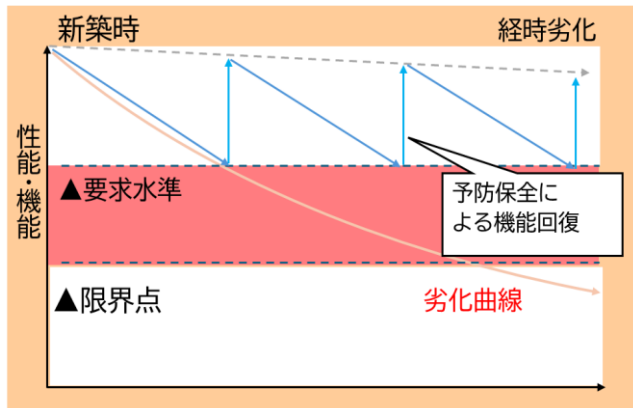 新築時
経時劣化
性能・機能
▲要求水準
予防保全に
よる機能回復
▲限界点
劣化曲線